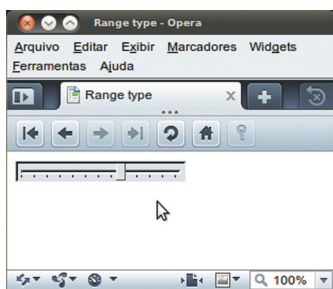 Range type - Opera
Arquivo Editar Exibir Marcadores Widgets
Ferramentas Ajuda
Range type
100%